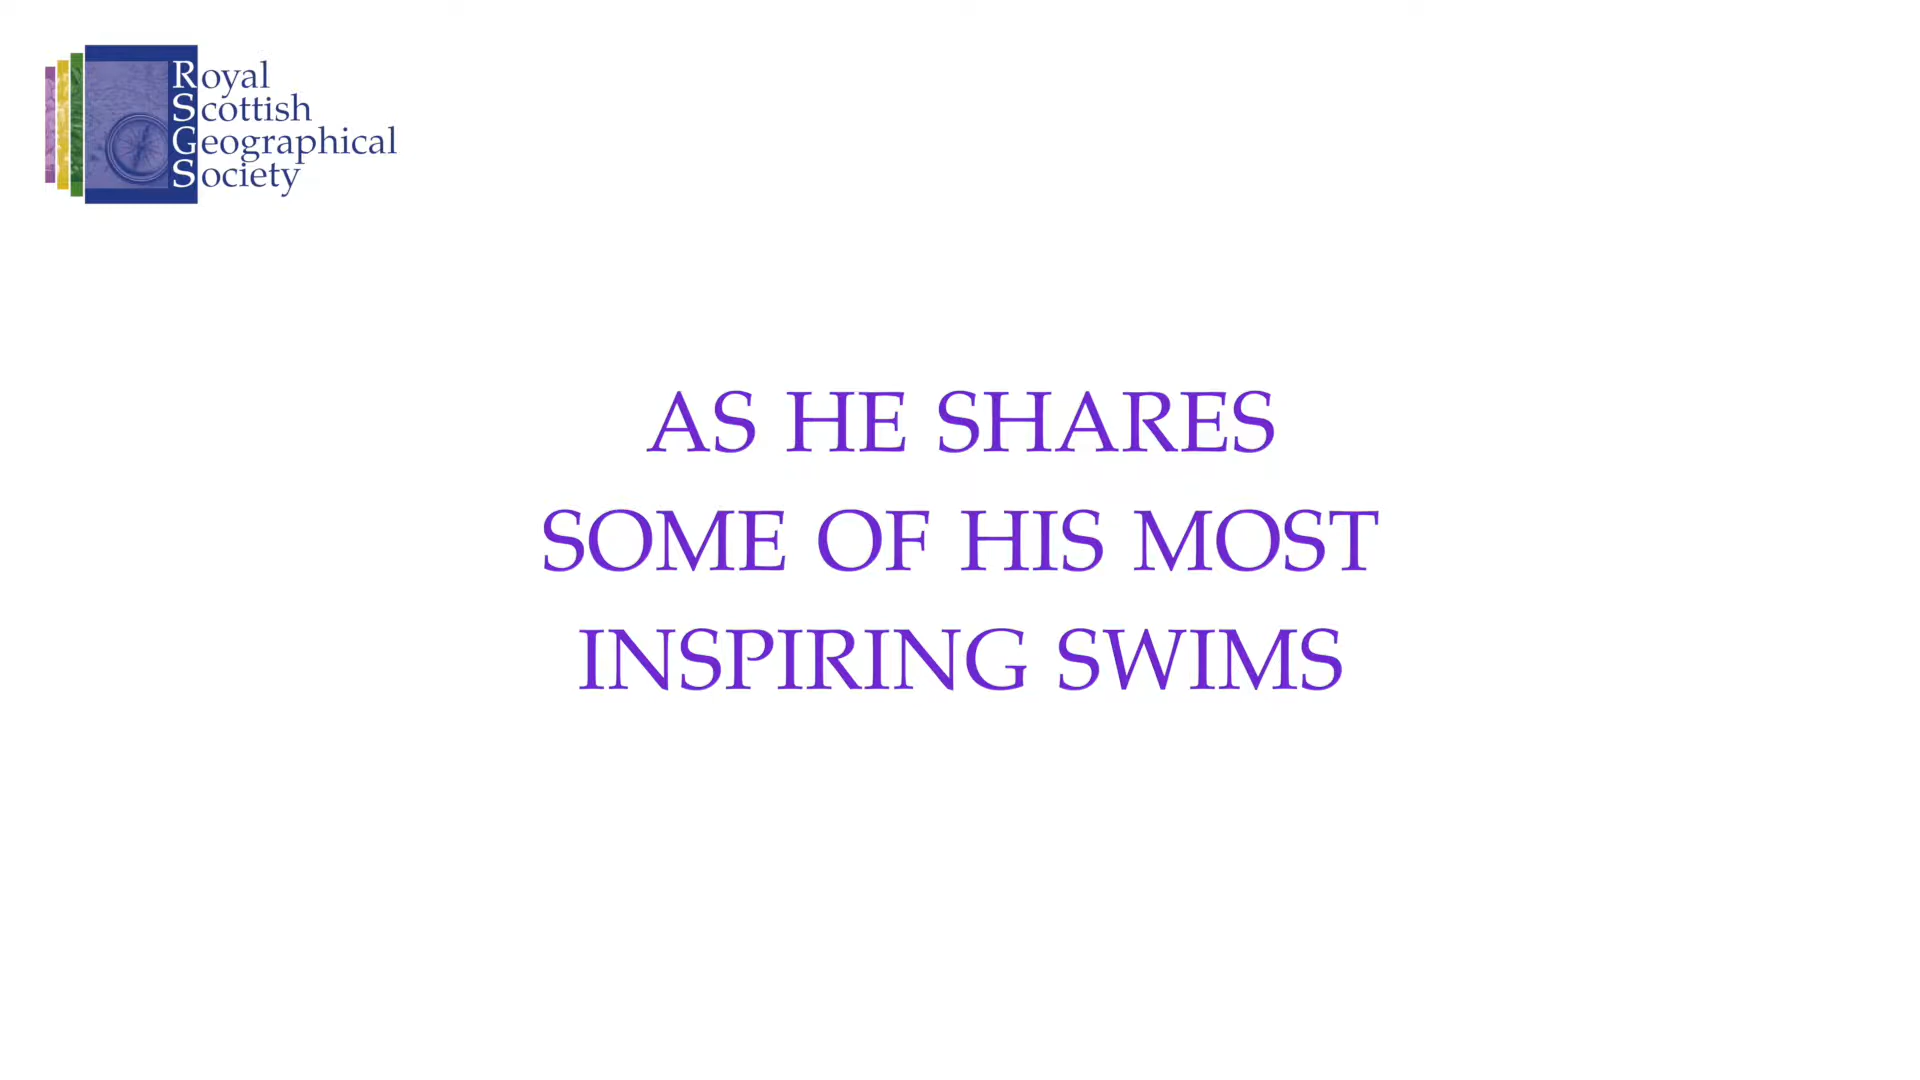 Royal
Scottish
Geographical
Society
AS HE SHARES
SOME OF HIS MOST
INSPIRING SWIMS